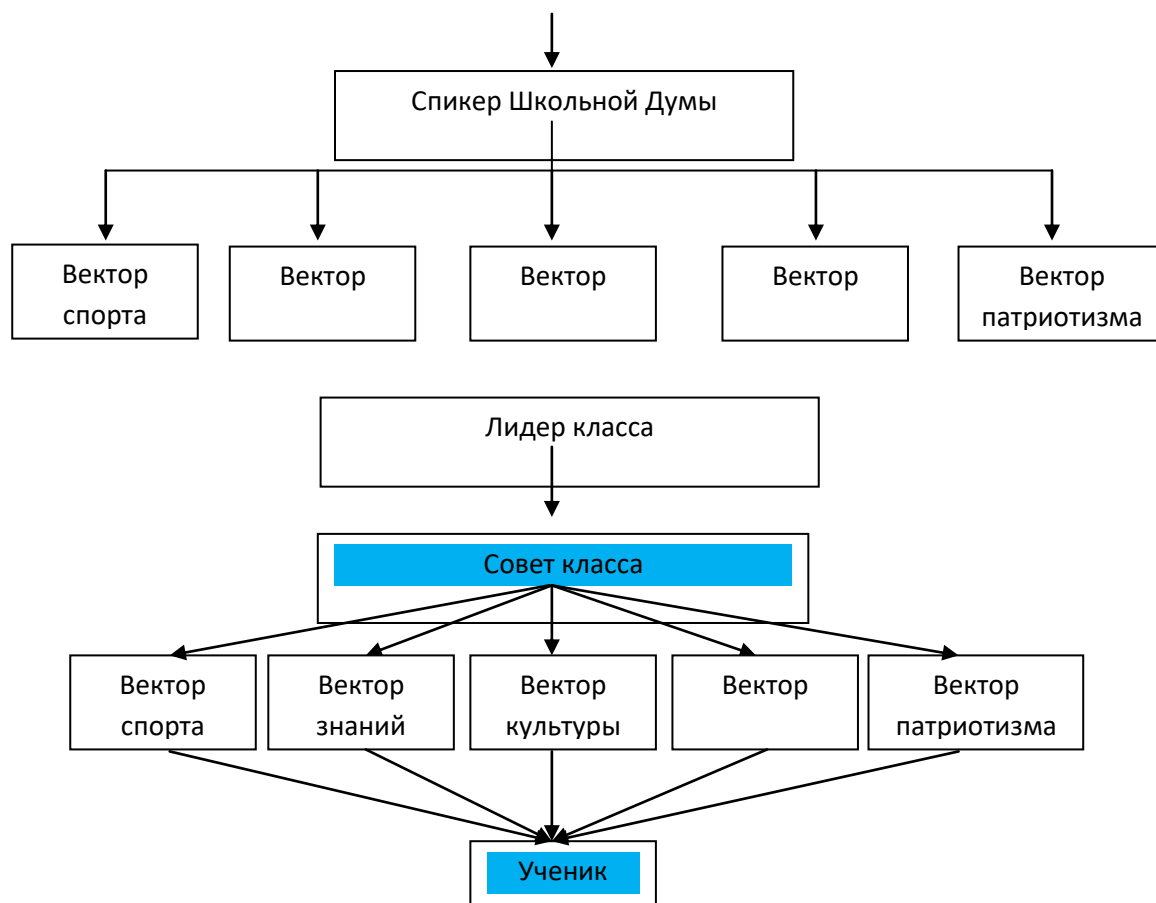 Спикер Школьной Думы
Вектор
спорта
Вектор
Вектор
Вектор
Вектор
патриотизма
Лидер класса
Совет класса
Вектор
спорта
Вектор
знаний
Вектор
культуры
Вектор
Вектор
патриотизма
Ученик